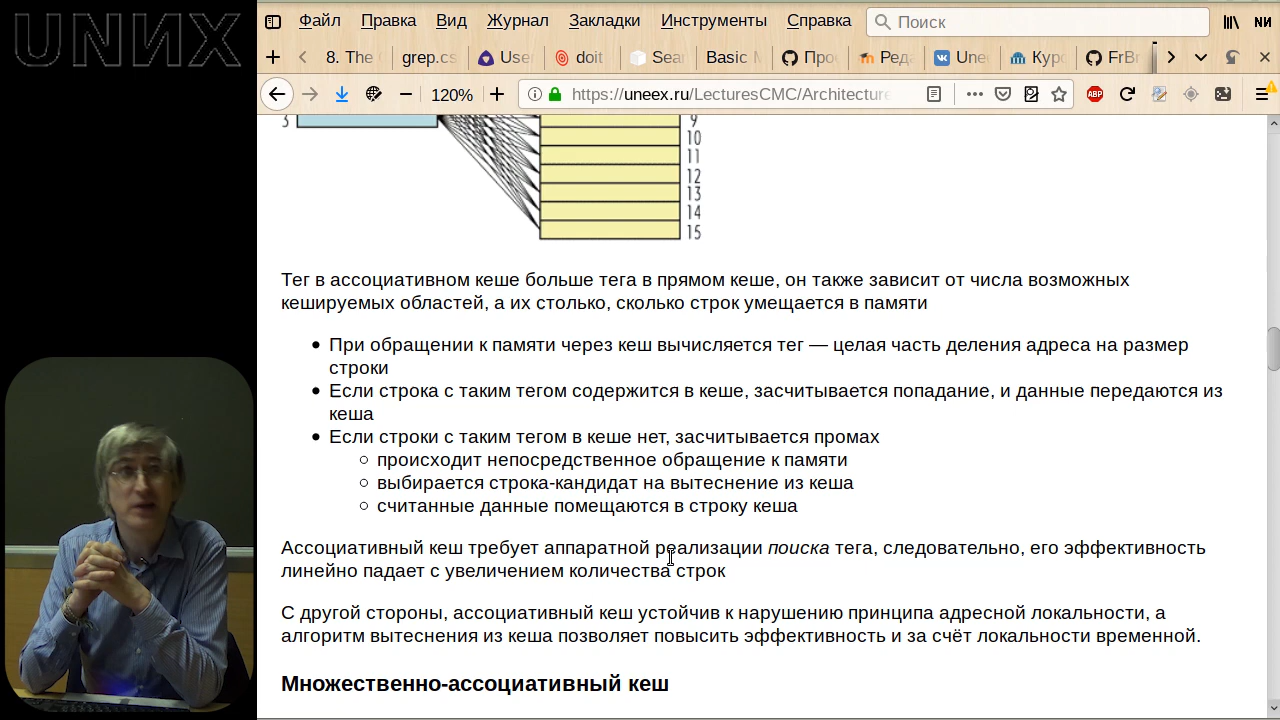 UNИX
Файл Правка Вид Журнал Закладки Инструменты Справка Поиск
8. The grep.cs User doit Sear Basic M Про Реда Unee Курс FrBr
120% https://uneex.ru/LecturesCMC/Architecture
3 9
10
11
12
13
14
15
Тег в ассоциативном кеше больше тега в прямом кеше, он также зависит от числа возможных
кешируемых областей, а их столько, сколько строк умещается в памяти
• При обращении к памяти через кеш вычисляется тег — целая часть деления адреса на размер
строки
• Если строка с таким тегом содержится в кеше, засчитывается попадание, и данные передаются из
кеша
• Если строки с таким тегом в кеше нет, засчитывается промах
○ происходит непосредственное обращение к памяти
○ выбирается строка-кандидат на вытеснение из кеша
○ считанные данные помещаются в строку кеша
Ассоциативный кеш требует аппаратной реализации поиска тега, следовательно, его эффективность
линейно падает с увеличением количества строк
С другой стороны, ассоциативный кеш устойчив к нарушению принципа адресной локальности, а
алгоритм вытеснения из кеша позволяет повысить эффективность и за счёт локальности временной.
Множественно-ассоциативный кеш